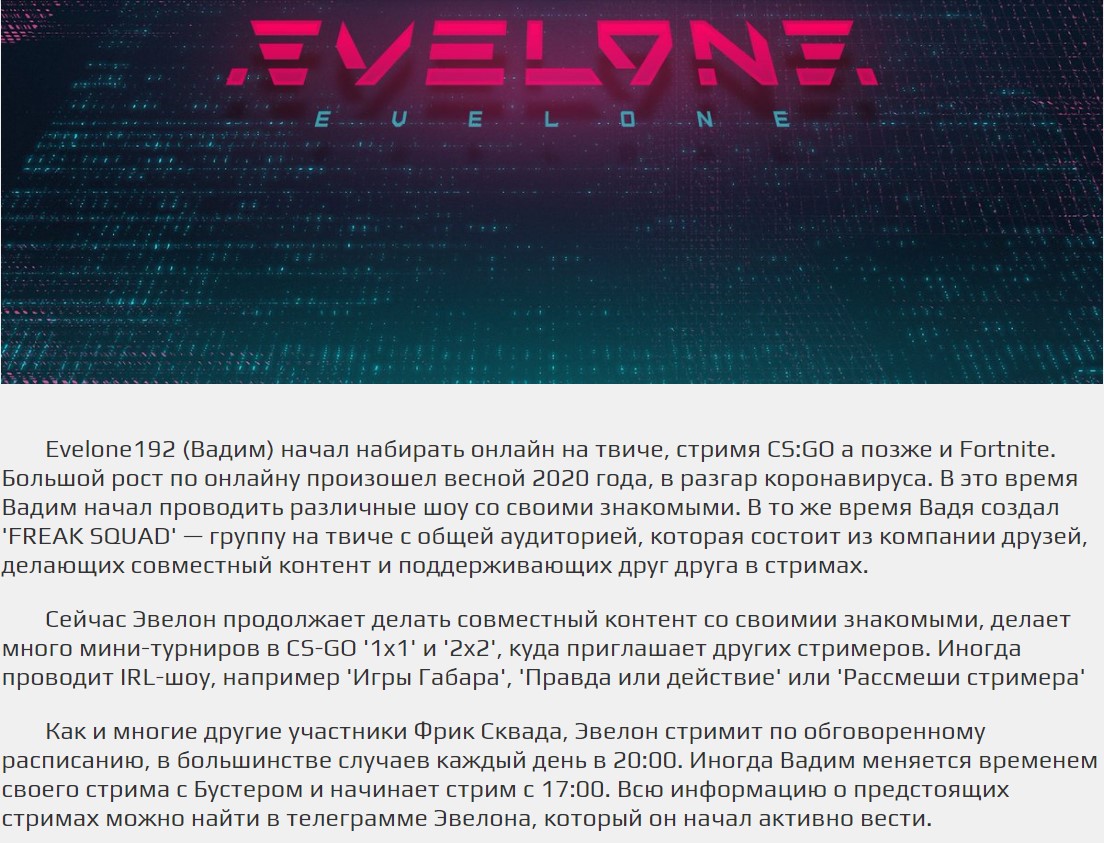 EVELONE
EVELONE
Evelone192 (Вадим) начал набирать онлайн на твиче, стримя CS:GO а позже и Fortnite.
Большой рост по онлайну произошел весной 2020 года, в разгар коронавируса. В это время
Вадим начал проводить различные шоу со своими знакомыми. В то же время Вадя создал
'FREAK SQUAD' — группу на твиче с общей аудиторией, которая состоит из компании друзей,
делающих совместный контент и поддерживающих друг друга в стримах.
Сейчас Эвелон продолжает делать совместный контент со своимии знакомыми, делает
много мини-турниров в CS-GO '1x1' и '2x2', куда приглашает других стримеров. Иногда
проводит IRL-шоу, например 'Игры Габара', 'Правда или действие' или 'Рассмеши стримера'
Как и многие другие участники Фрик Сквада, Эвелон стримит по обговоренному
расписанию, в большинстве случаев каждый день в 20:00. Иногда Вадим меняется временем
своего стрима с Бустером и начинает стрим с 17:00. Всю информацию о предстоящих
стримах можно найти в телеграмме Эвелона, который он начал активно вести.